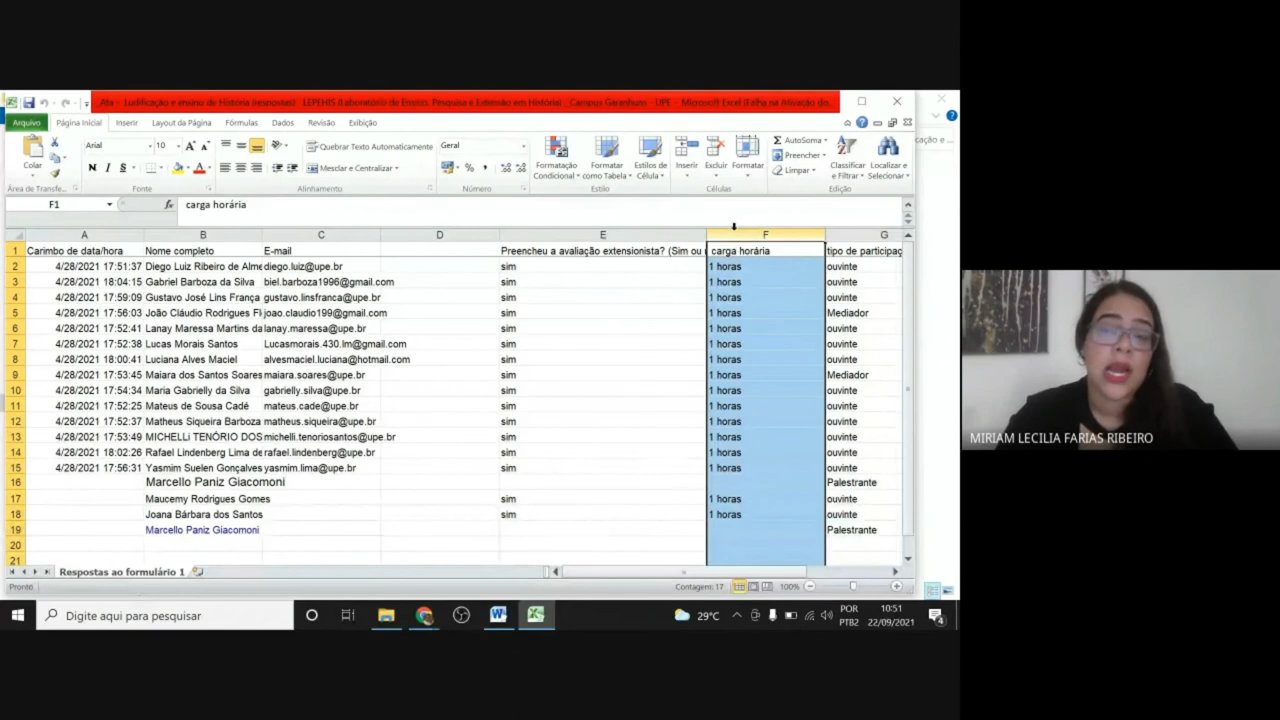 Ata - Ludificação e ensino de História (respostas) - LEPEHIS (Laboratório de Ensino, Pesquisa e Extensão em História) _ Campus Garanhuns - UPE - Microsoft Excel (Falha na Ativação do
Arquivo Página Inicial Inserir Layout da Página Fórmulas Dados Revisão Exibição
Colar
Arial 10
Quebrar Texto Automaticamente
Geral
N I S
Mesclar e Centralizar
Formatação Condicional
Formatar como Tabela
Estilos de Célula
Inserir Excluir Formatar
AutoSoma
Preencher
Limpar
Classificar e Filtrar
Localizar e Selecionar
Área de Transfe... Fonte Alinhamento Número Estilo Células Edição
F1 fx carga horária
A B C D E F G
1 Carimbo de data/hora Nome completo E-mail Preencheu a avaliação extensionista? (Sim ou carga horária tipo de participaç
2 4/28/2021 17:51:37 Diego Luiz Ribeiro de Alme diego.luiz@upe.br sim 1 horas ouvinte
3 4/28/2021 18:04:15 Gabriel Barboza da Silva biel.barboza1996@gmail.com sim 1 horas ouvinte
4 4/28/2021 17:59:09 Gustavo José Lins França gustavo.linsfranca@upe.br sim 1 horas ouvinte
5 4/28/2021 17:56:03 João Cláudio Rodrigues Fl joao.claudio199@gmail.com sim 1 horas Mediador
6 4/28/2021 17:52:41 Lanay Maressa Martins da lanay.maressa@upe.br sim 1 horas ouvinte
7 4/28/2021 17:52:38 Lucas Morais Santos Lucasmorais.430.lm@gmail.com sim 1 horas ouvinte
8 4/28/2021 18:00:41 Luciana Alves Maciel alvesmaciel.luciana@hotmail.com sim 1 horas ouvinte
9 4/28/2021 17:53:45 Maiara dos Santos Soares maiara.soares@upe.br sim 1 horas Mediador
10 4/28/2021 17:54:34 Maria Gabrielly da Silva gabrielly.silva@upe.br sim 1 horas ouvinte
11 4/28/2021 17:52:25 Mateus de Sousa Cadé mateus.cade@upe.br sim 1 horas ouvinte
12 4/28/2021 17:52:37 Matheus Siqueira Barboza matheus.siqueira@upe.br sim 1 horas ouvinte
13 4/28/2021 17:53:49 MICHELLi TENÓRIO DOS michelli.tenoriosantos@upe.br sim 1 horas ouvinte
14 4/28/2021 18:02:26 Rafael Lindenberg Lima de rafael.lindenberg@upe.br sim 1 horas ouvinte
15 4/28/2021 17:56:31 Yasmim Suelen Gonçalves yasmim.lima@upe.br sim 1 horas ouvinte
16 Marcello Paniz Giacomoni Palestrante
17 Maucemy Rodrigues Gomes sim 1 horas ouvinte
18 Joana Bárbara dos Santos sim 1 horas ouvinte
19 Marcello Paniz Giacomoni Palestrante
20
21
Respostas ao formulário 1
Pronto Contagem: 17 100%
Digite aqui para pesquisar 29°C POR 10:51
PTB2 22/09/2021 4
MIRIAM LECILIA FARIAS RIBEIRO